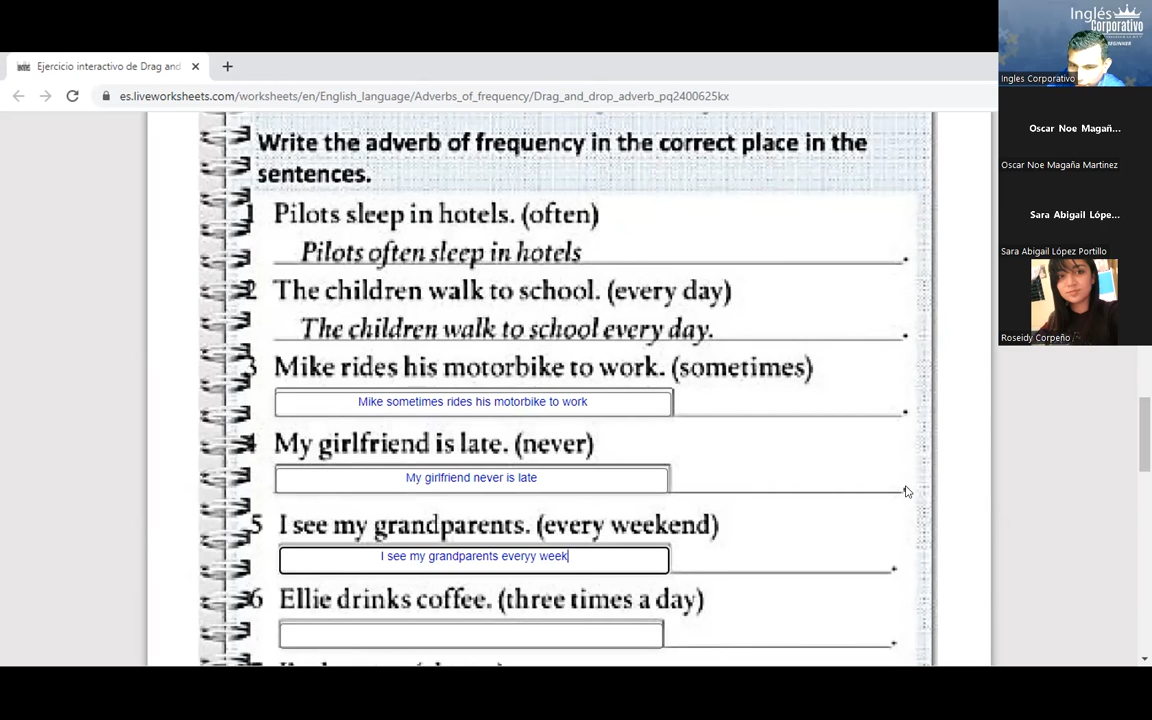 Inglés
Corporativo
BEGINNER
Ingles Corporativo
Ejercicio interactivo de Drag and
es.liveworksheets.com/worksheets/en/English_language/Adverbs_of_frequency/Drag_and_drop_adverb_pq2400625kx
Oscar Noe Magañ...
Oscar Noe Magaña Martinez
Sara Abigail Lópe...
Sara Abigail López Portillo
Roseidy Corpeño
Write the adverb of frequency in the correct place in the
sentences.
1 Pilots sleep in hotels. (often)
Pilots often sleep in hotels.
2 The children walk to school. (every day)
The children walk to school every day. .
3 Mike rides his motorbike to work. (sometimes)
Mike sometimes rides his motorbike to work .
4 My girlfriend is late. (never)
My girlfriend never is late .
5 I see my grandparents. (every weekend)
I see my grandparents everyy week .
6 Ellie drinks coffee. (three times a day)
.